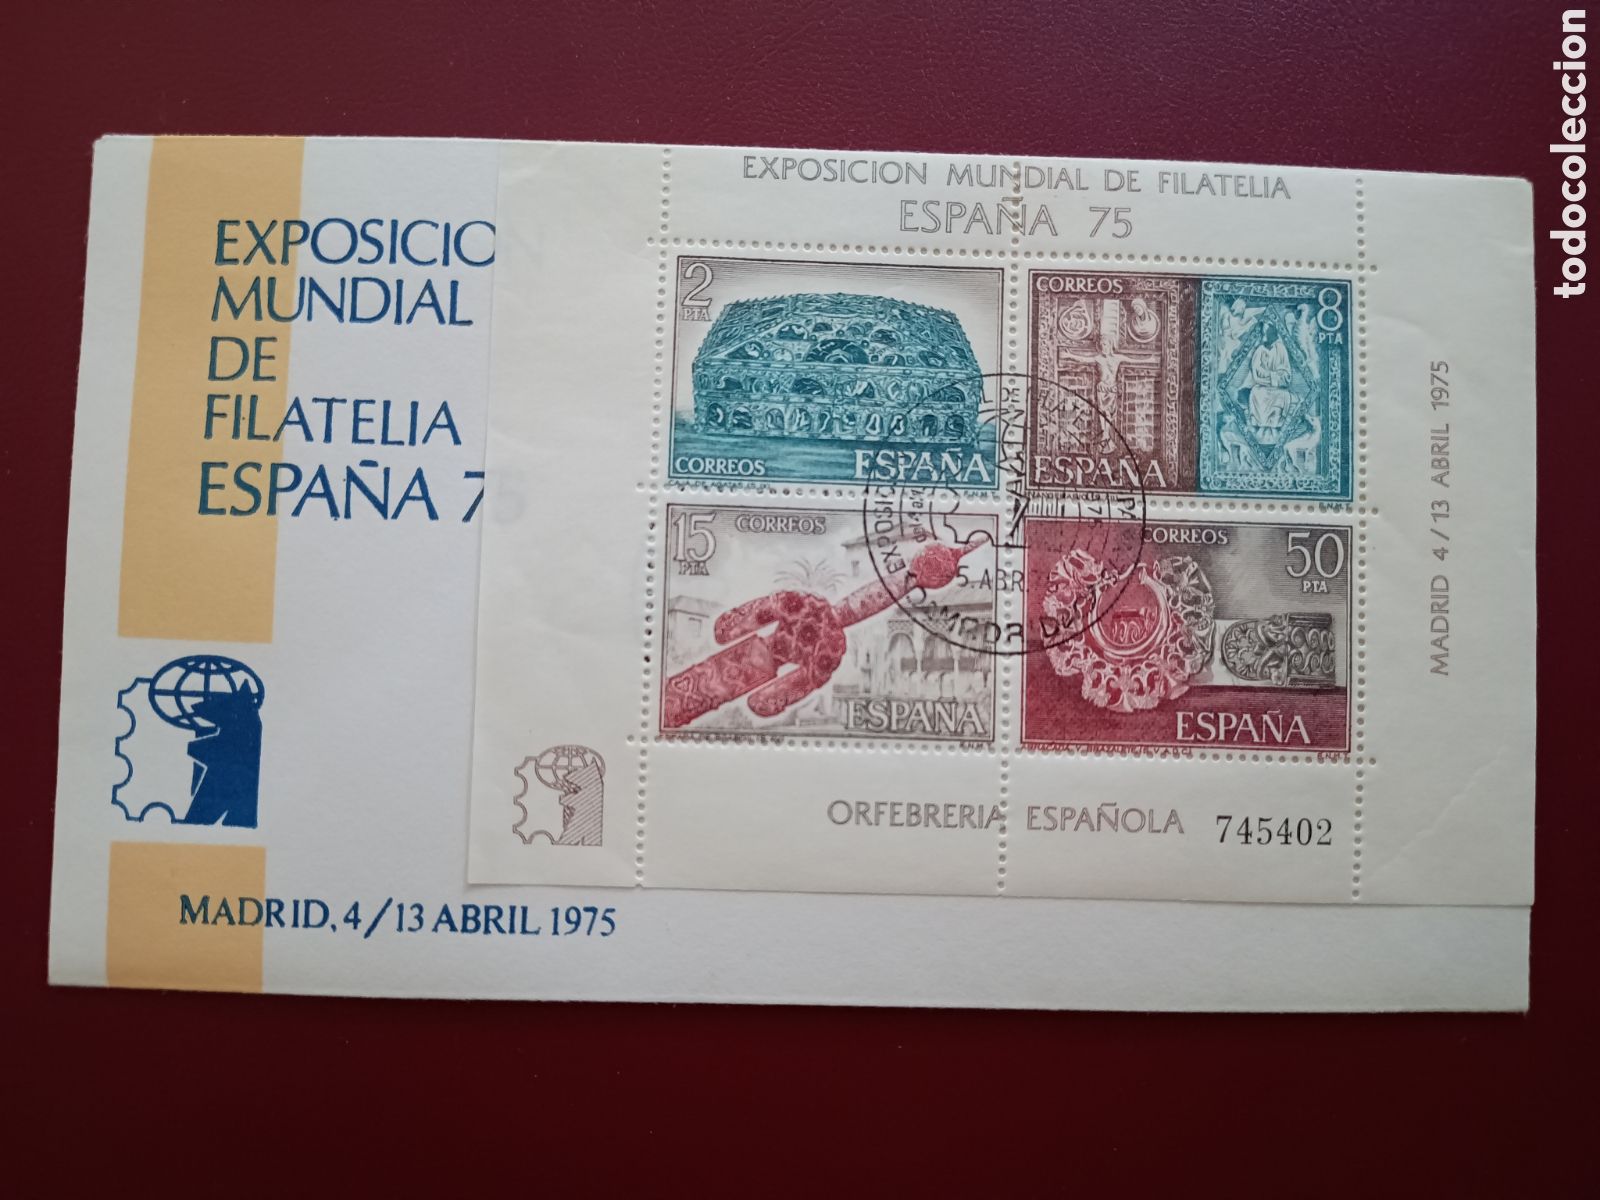 EXPOSICIO
MUNDIAL
DE
FILATELIA
ESPAÑA 7
MADRID, 4/13 ABRIL 1975
EXPOSICION MUNDIAL DE FILATELIA
ESPAÑA 75
2
PTA
CORREOS
ESPAÑA
F.N.M.T.
CORREOS
8
PTA
ESPAÑA
F.N.M.T.
15
PTA
CORREOS
ESPAÑA
F.N.M.T.
CORREOS
50
PTA
ESPAÑA
F.N.M.T.
5.ABR
MADRID 4/13 ABRIL 1975
ORFEBRERIA ESPAÑOLA 745402
todocoleccion